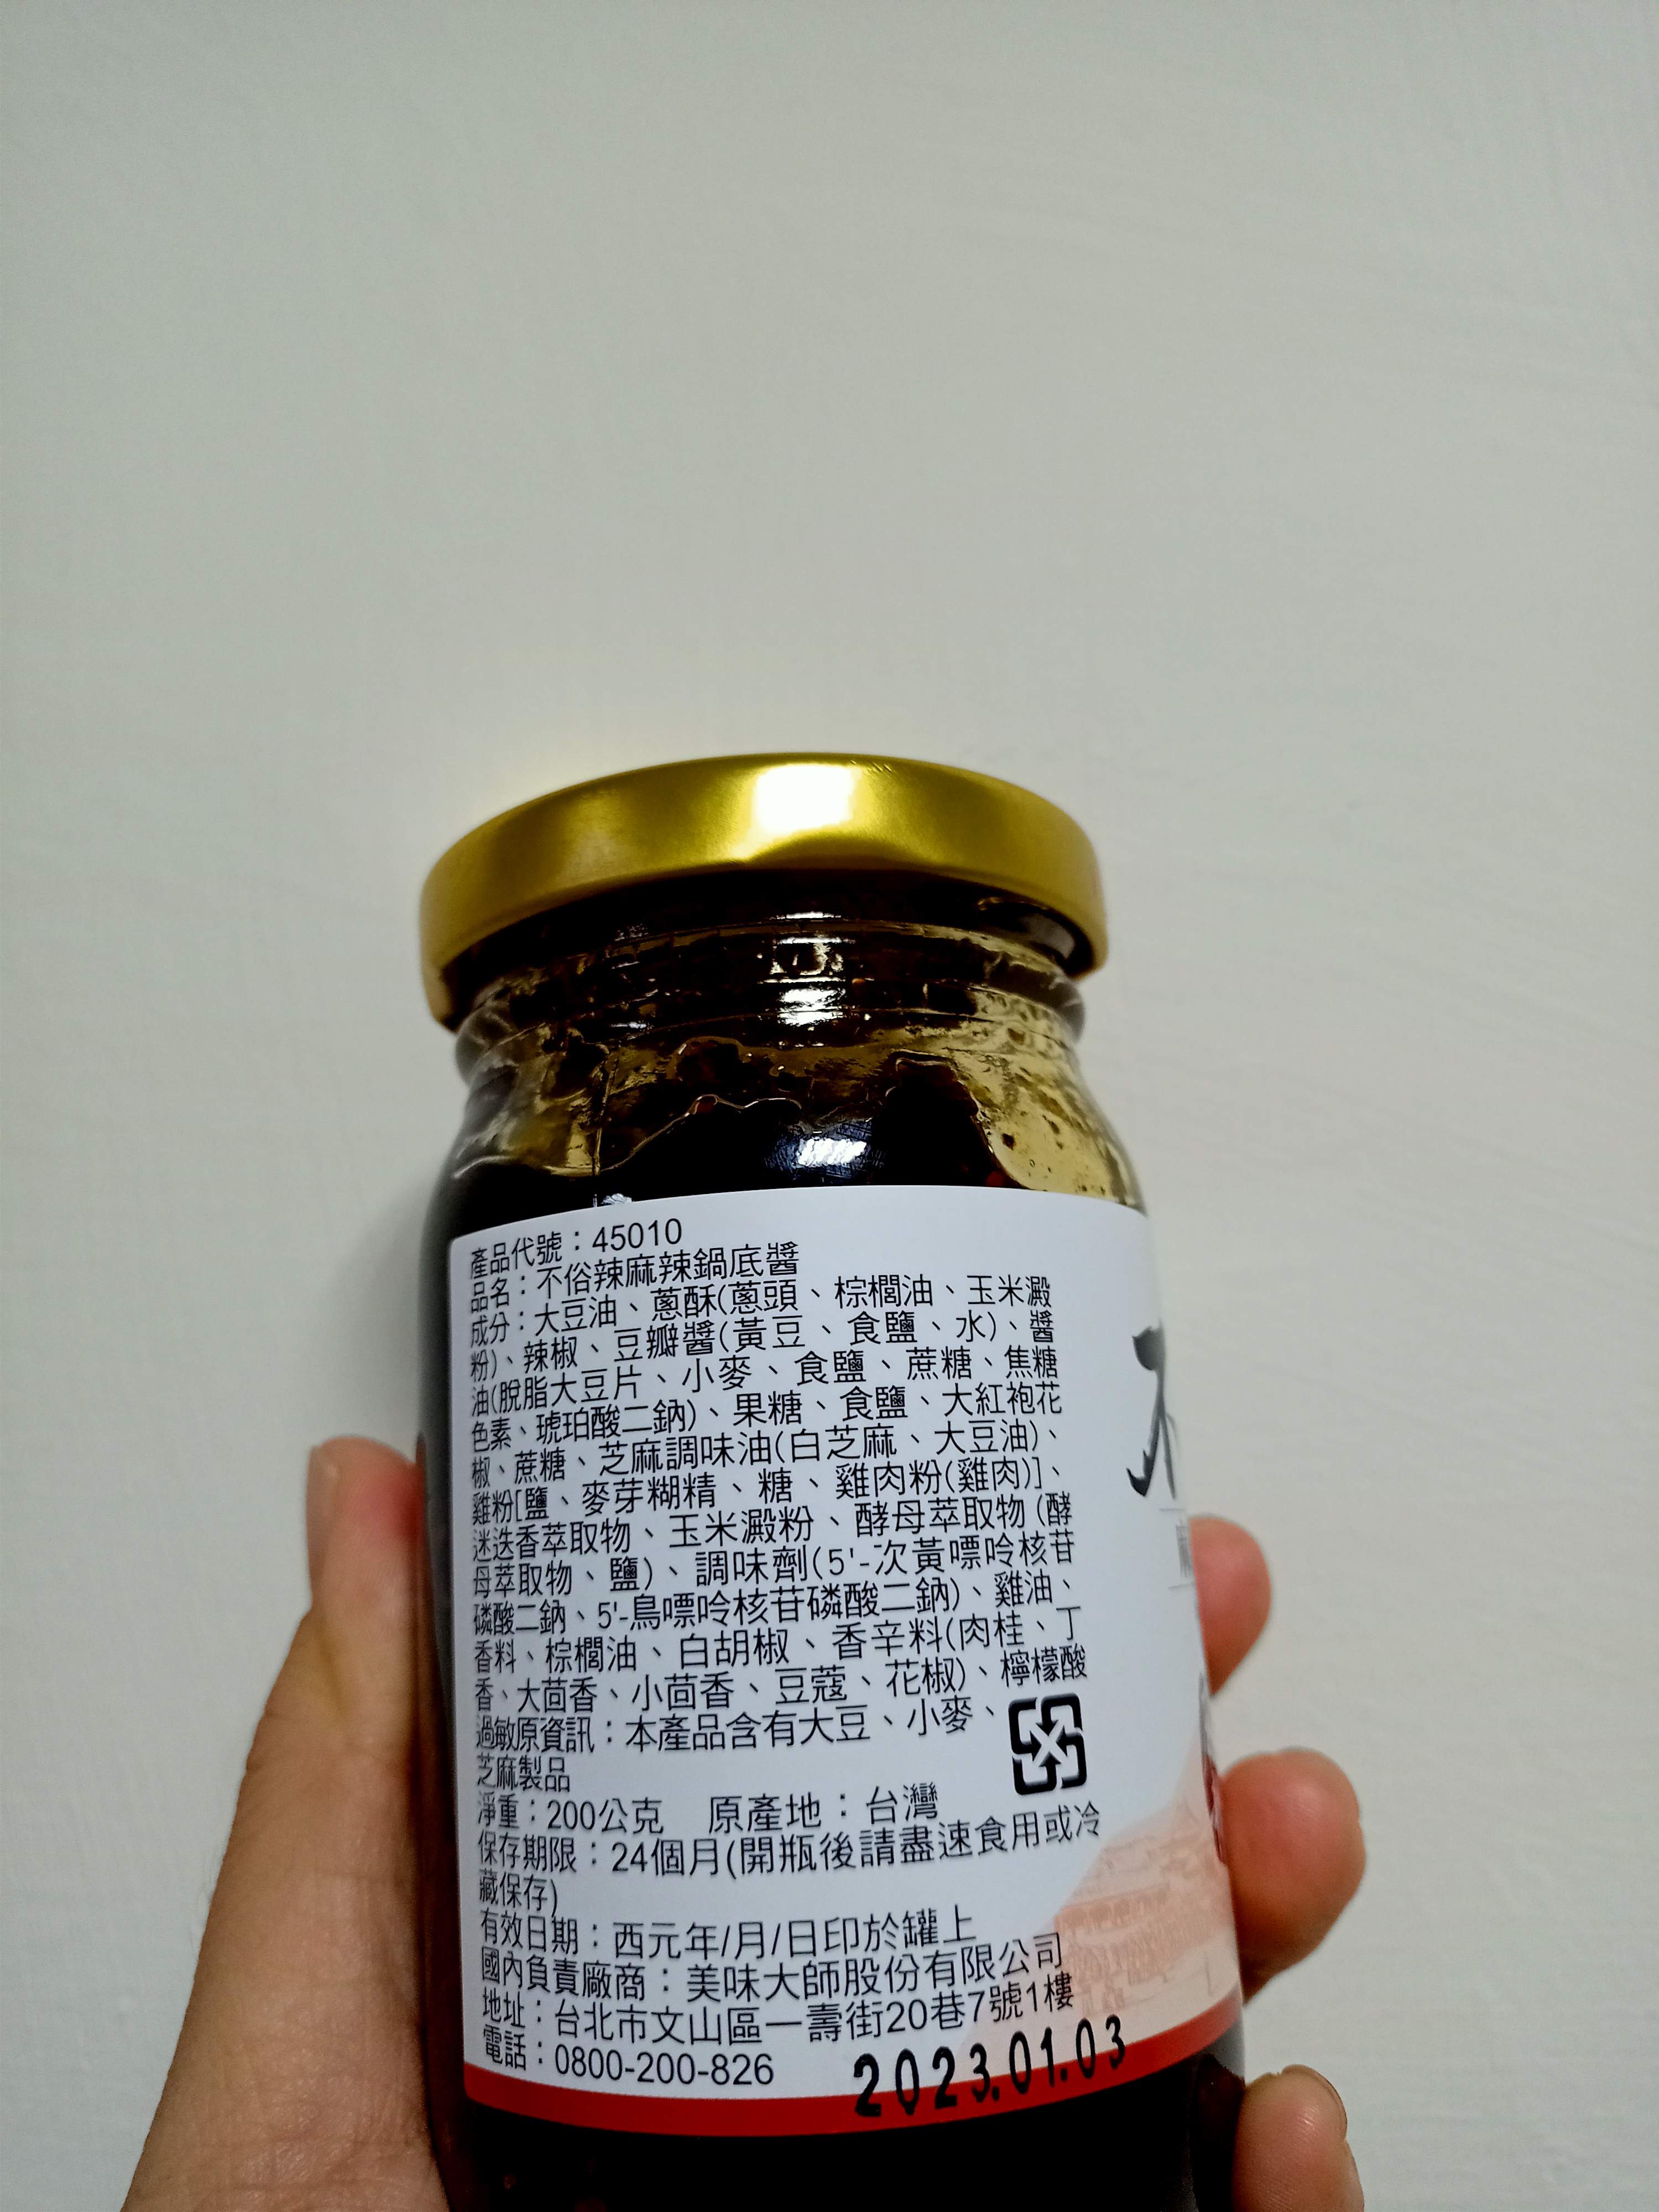 產品代號：45010
品名：不俗辣麻辣鍋底醬
成分：大豆油、蔥酥(蔥頭、棕櫚油、玉米澱
粉)、辣椒、豆瓣醬(黃豆、食鹽、水)、醬
油(脫脂大豆片、小麥、食鹽、蔗糖、焦糖
色素、琥珀酸二鈉)、果糖、食鹽、大紅袍花
椒、蔗糖、芝麻調味油(白芝麻、大豆油)、
雞粉[鹽、麥芽糊精、糖、雞肉粉(雞肉)]、
迷迭香萃取物、玉米澱粉、酵母萃取物(酵
母萃取物、鹽)、調味劑(5'-次黃嘌呤核苷
磷酸二鈉、5'-鳥嘌呤核苷磷酸二鈉)、雞油、
香料、棕櫚油、白胡椒、香辛料(肉桂、丁
香、大茴香、小茴香、豆蔻、花椒)、檸檬酸
過敏原資訊：本產品含有大豆、小麥、
芝麻製品
淨重：200公克 原產地：台灣
保存期限：24個月(開瓶後請盡速食用或冷
藏保存)
有效日期：西元年/月/日印於罐上
國內負責廠商：美味大師股份有限公司
地址：台北市文山區一壽街20巷7號1樓
電話：0800-200-826
2023.01.03
不